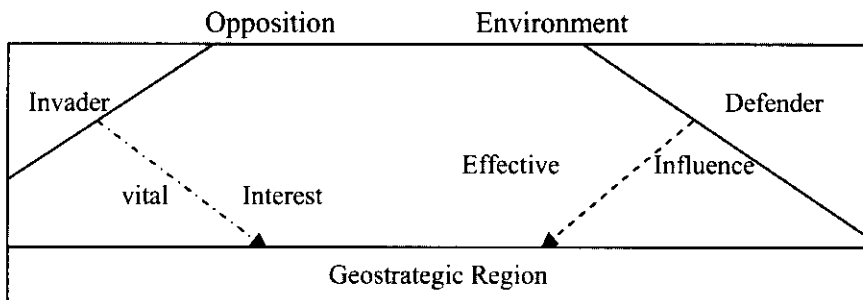 Opposition Environment
Invader Defender
Effective Influence
vital Interest
Geostrategic Region